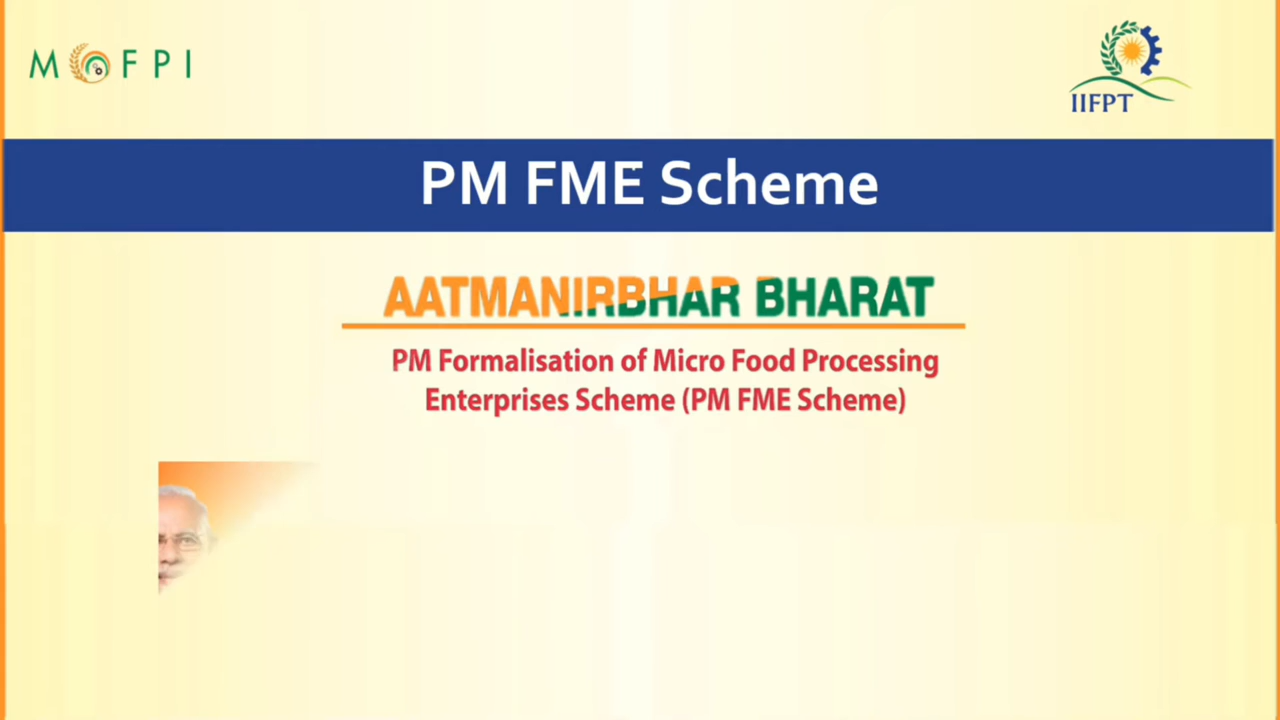 MOFPI
IIFPT
PM FME Scheme
AATMANIRBHAR BHARAT
PM Formalisation of Micro Food Processing
Enterprises Scheme (PM FME Scheme)